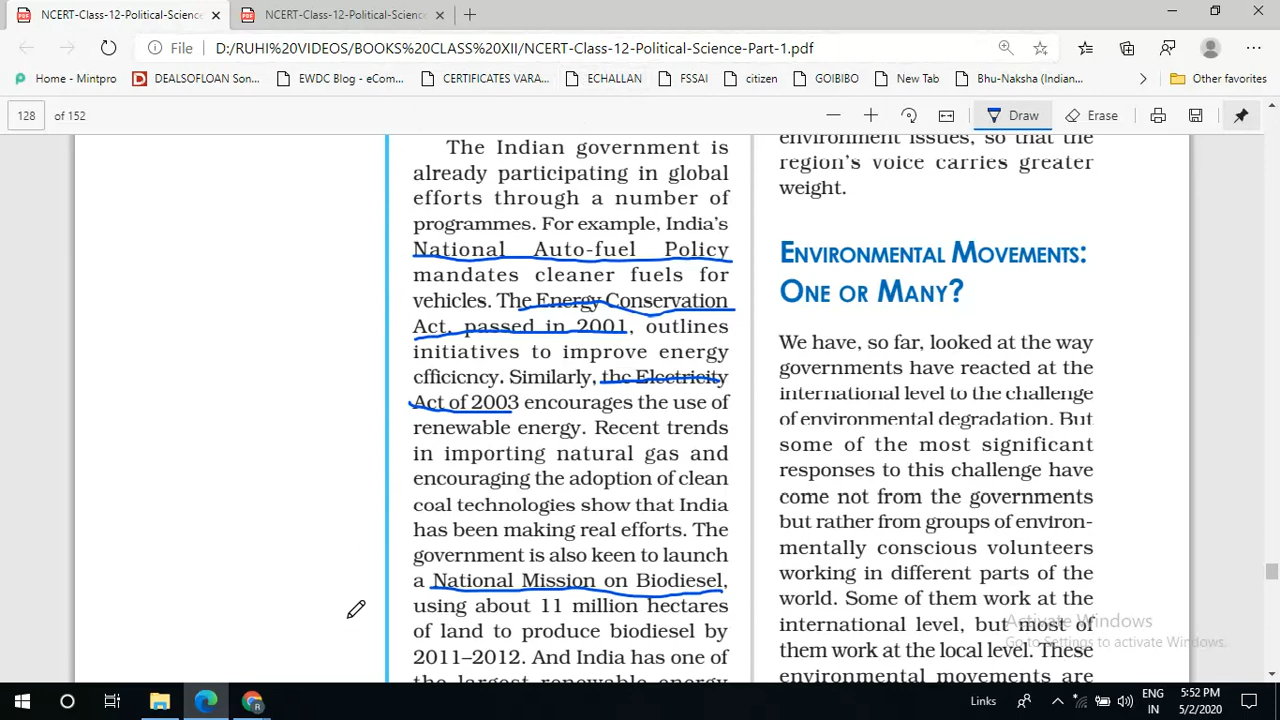 NCERT-Class-12-Political-Science
NCERT-Class-12-Political-Science
File
D:/RUHI%20VIDEOS/BOOKS%20CLASS%20XII/NCERT-Class-12-Political-Science-Part-1.pdf
Home - Mintpro
DEALSOFLOAN Son...
EWDC Blog - eCom...
CERTIFICATES VARA...
ECHALLAN
FSSAI
citizen
GOIBIBO
New Tab
Bhu-Naksha (Indian...
Other favorites
128 of 152
Draw
Erase
The Indian government is
already participating in global
efforts through a number of
programmes. For example, India's
National Auto-fuel Policy
mandates cleaner fuels for
vehicles. The Energy Conservation
Act, passed in 2001, outlines
initiatives to improve energy
efficiency. Similarly, the Electricity
Act of 2003 encourages the use of
renewable energy. Recent trends
in importing natural gas and
encouraging the adoption of clean
coal technologies show that India
has been making real efforts. The
government is also keen to launch
a National Mission on Biodiesel,
using about 11 million hectares
of land to produce biodiesel by
2011–2012. And India has one of
the largest renewable energy
environment issues, so that the
region's voice carries greater
weight.
ENVIRONMENTAL MOVEMENTS:
ONE OR MANY?
We have, so far, looked at the way
governments have reacted at the
international level to the challenge
of environmental degradation. But
some of the most significant
responses to this challenge have
come not from the governments
but rather from groups of environ-
mentally conscious volunteers
working in different parts of the
world. Some of them work at the
international level, but most of
them work at the local level. These
environmental movements are
Activate Windows
Go to Settings to activate Windows.
Links
ENG
IN
5:52 PM
5/2/2020